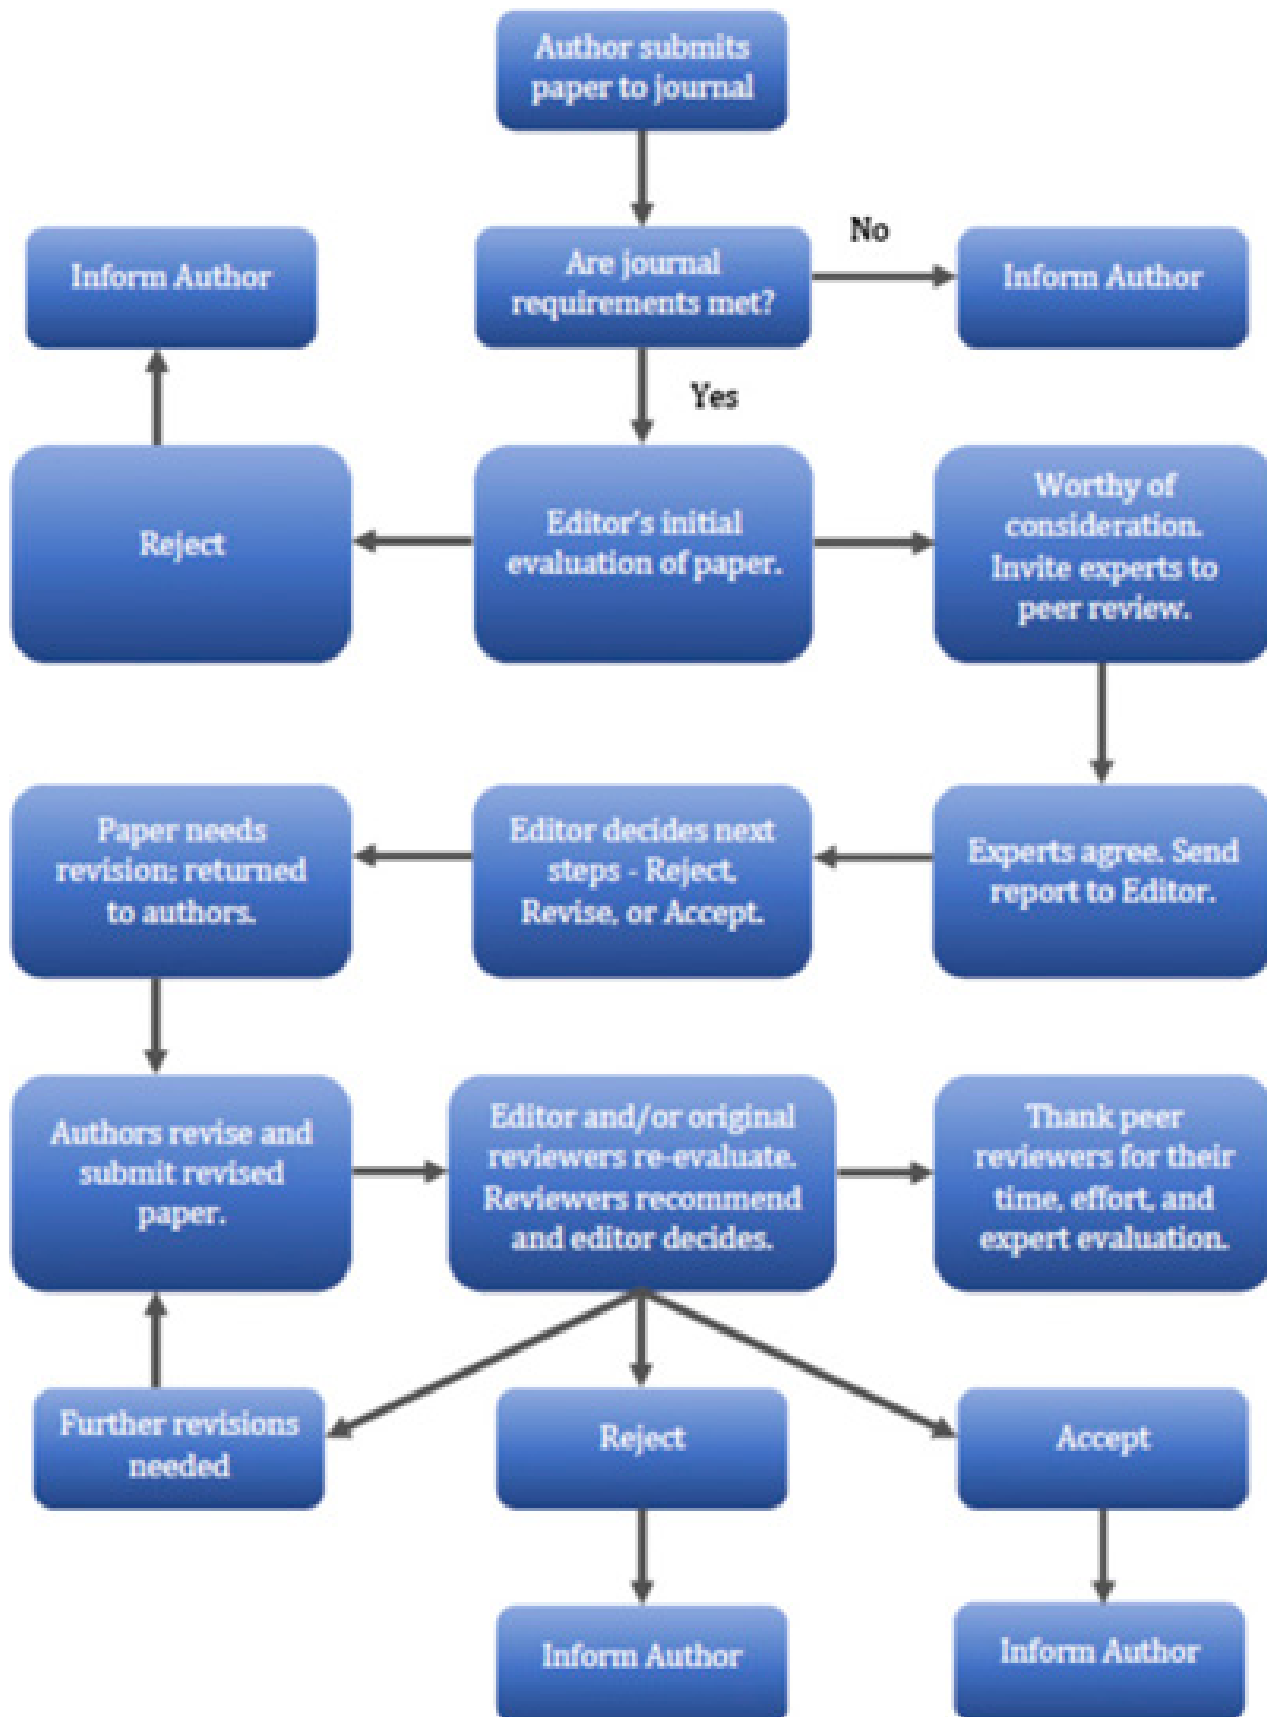 Author submits
paper to journal
No
Inform Author
Are journal
requirements met?
Inform Author
Yes
Reject
Editor's initial
evaluation of paper.
Worthy of
consideration.
Invite experts to
peer review.
Paper needs
revision; returned
to authors.
Editor decides next
steps - Reject,
Revise, or Accept.
Experts agree. Send
report to Editor.
Authors revise and
submit revised
paper.
Editor and/or original
reviewers re-evaluate.
Reviewers recommend
and editor decides.
Thank peer
reviewers for their
time, effort, and
expert evaluation.
Further revisions
needed
Reject
Accept
Inform Author
Inform Author